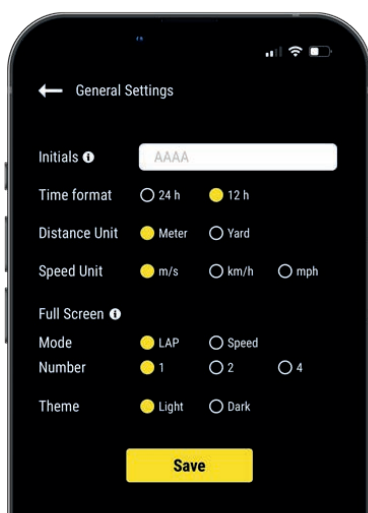 General Settings
Initials
AAAA
Time format 24 h 12 h
Distance Unit Meter Yard
Speed Unit m/s km/h mph
Full Screen
Mode LAP Speed
Number 1 2 4
Theme Light Dark
Save